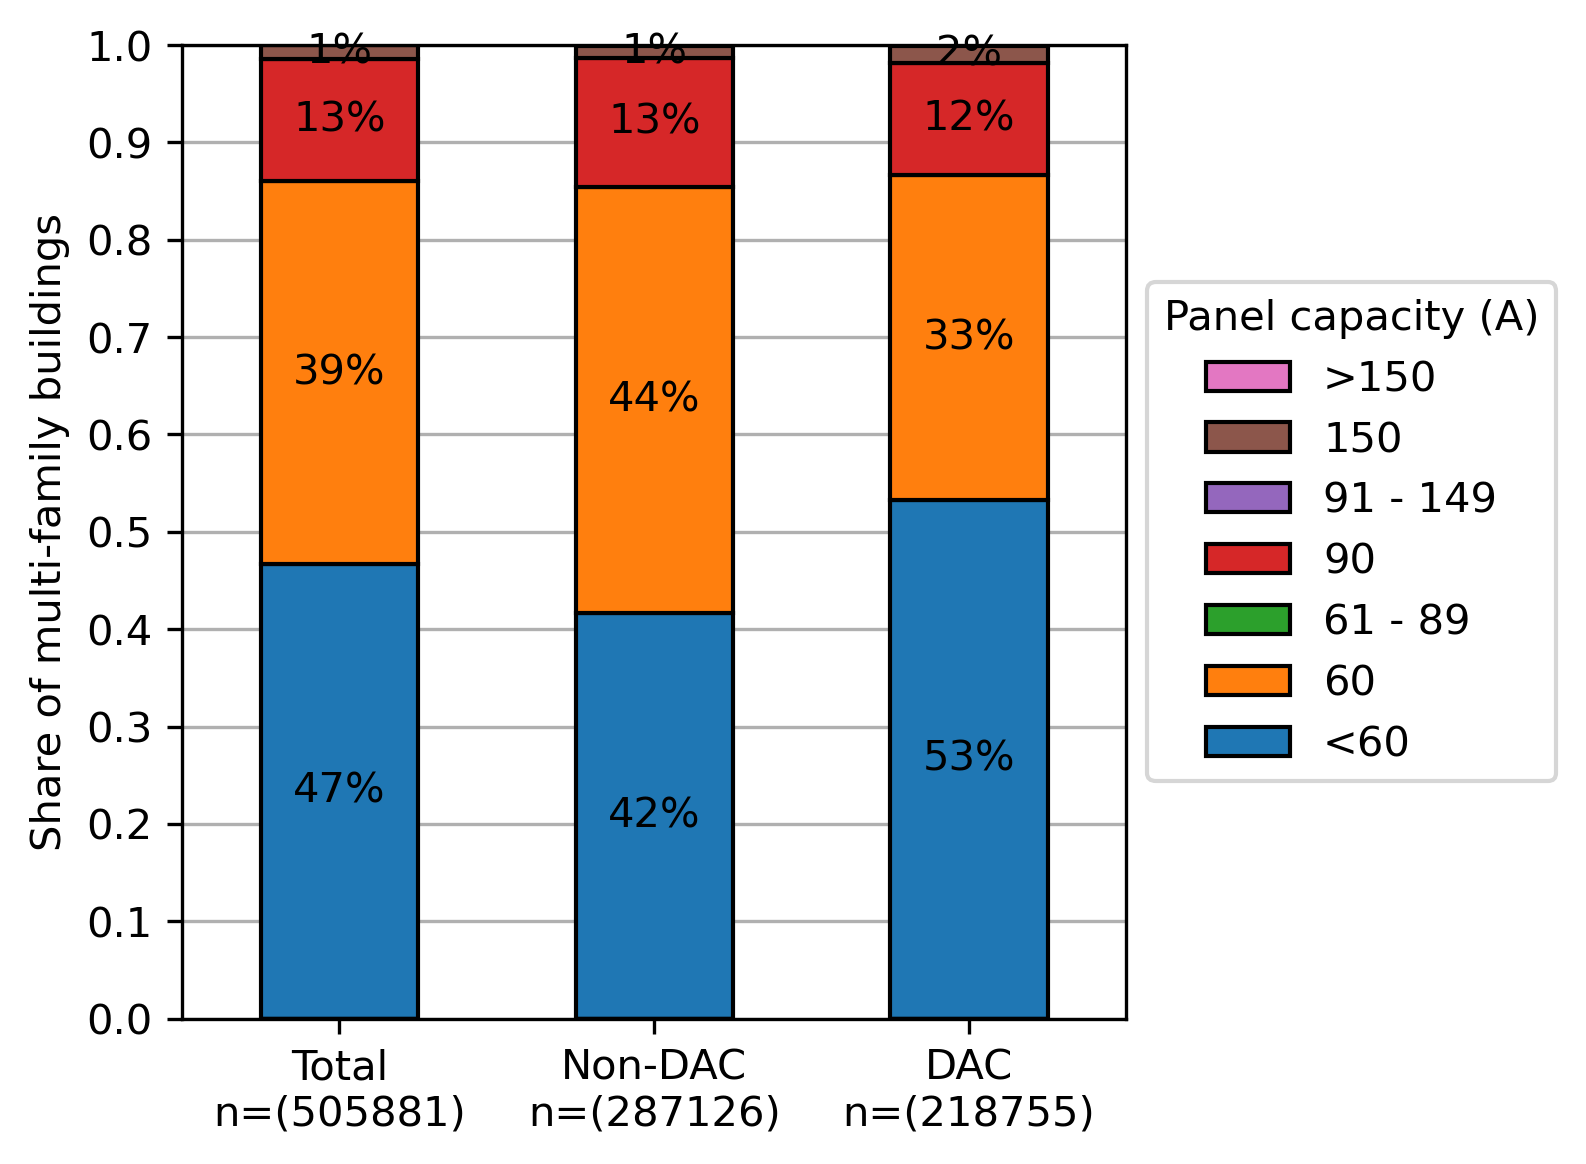 Share of multi-family buildings
1.0
0.9
0.8
0.7
0.6
0.5
0.4
0.3
0.2
0.1
0.0
1%
13%
39%
47%
1%
13%
44%
42%
2%
12%
33%
53%
Total
n=(505881)
Non-DAC
n=(287126)
DAC
n=(218755)
Panel capacity (A)
>150
150
91 - 149
90
61 - 89
60
<60